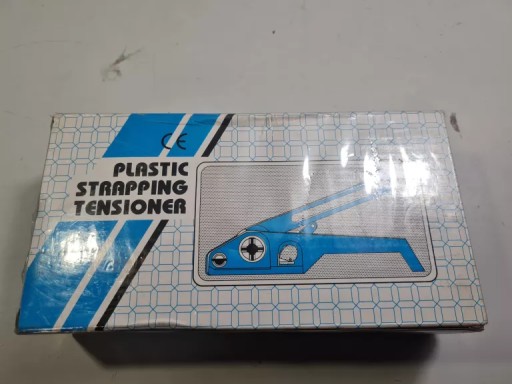 CE
PLASTIC
STRAPPING
TENSIONER